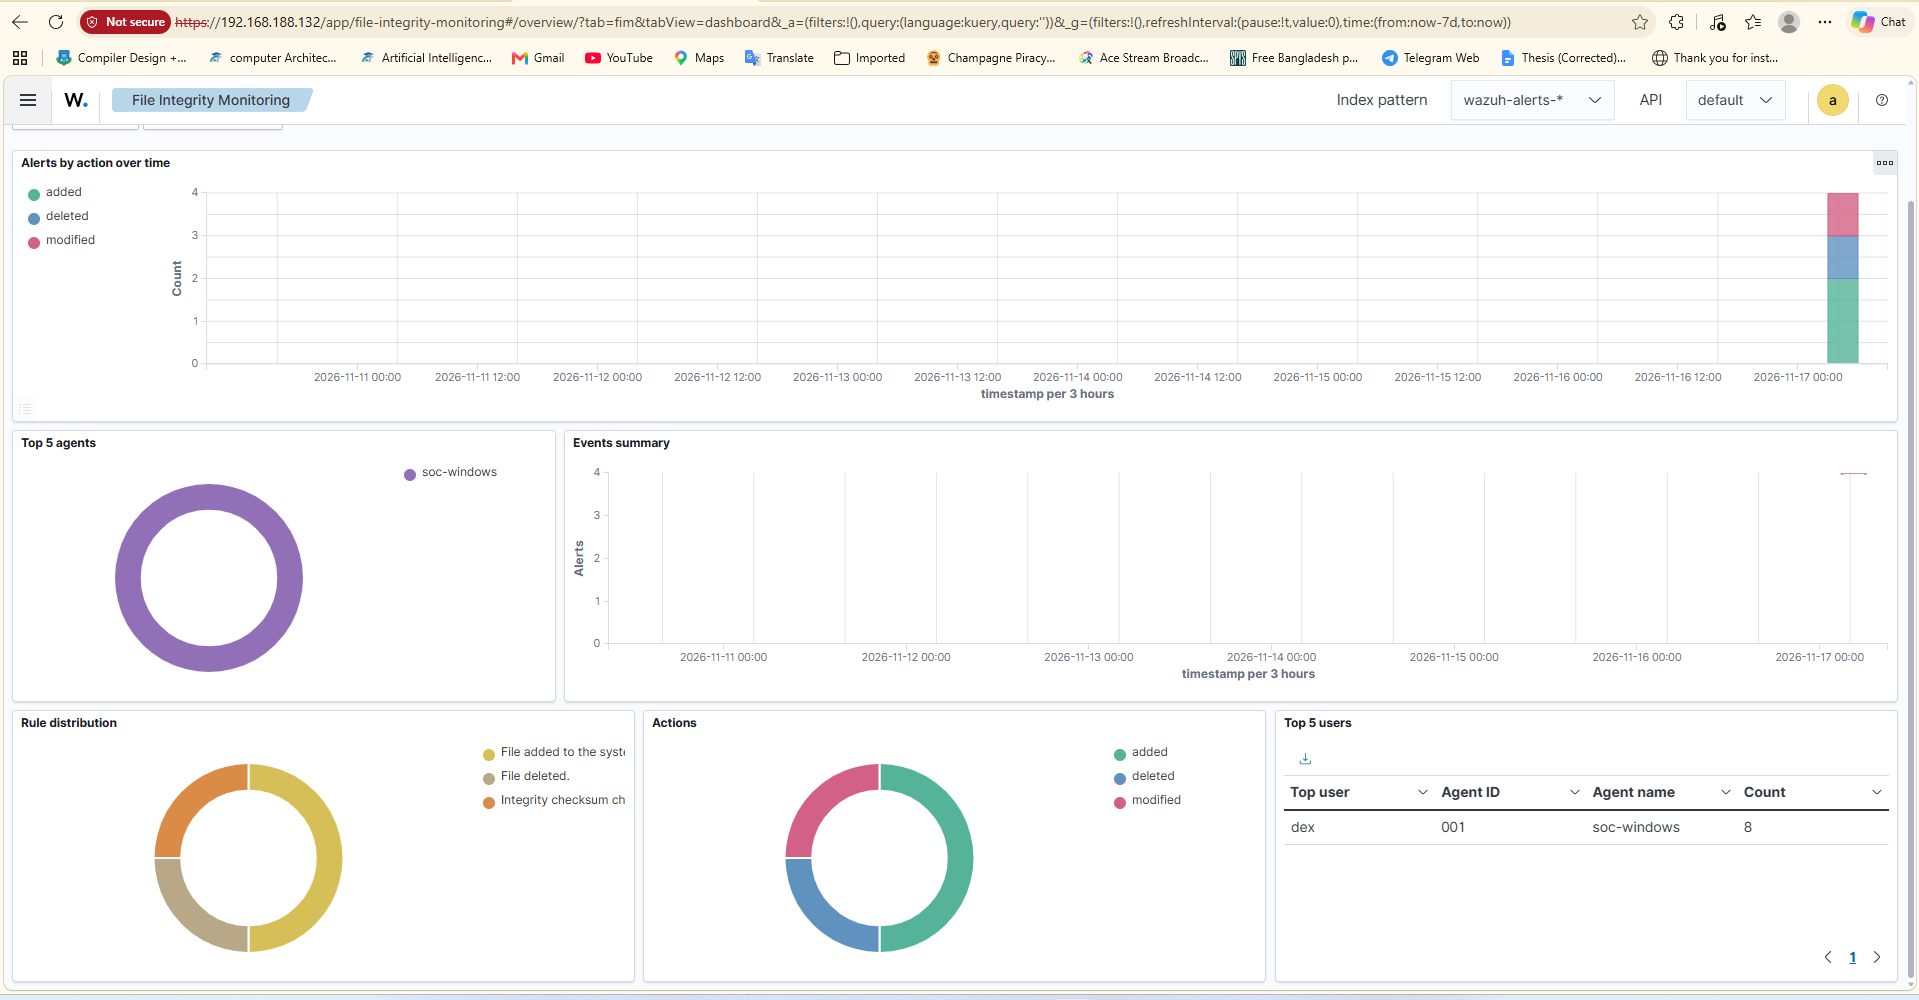 Not secure https://192.168.188.132/app/file-integrity-monitoring#/overview/?tab=fim&tabView=dashboard&_a=(filters:!(),query:(language:kuery,query:''))&_g=(filters:!(),refreshInterval:(pause:!t,value:0),time:(from:now-7d,to:now)) Chat
Compiler Design +... computer Architec... Artificial Intelligenc... Gmail YouTube Maps Translate Imported Champagne Piracy... Ace Stream Broadc... Free Bangladesh p... Telegram Web Thesis (Corrected)... Thank you for inst...
W. File Integrity Monitoring Index pattern wazuh-alerts-* API default a
Alerts by action over time
added
deleted
modified
Count
4
3
2
1
0
2026-11-11 00:00 2026-11-11 12:00 2026-11-12 00:00 2026-11-12 12:00 2026-11-13 00:00 2026-11-13 12:00 2026-11-14 00:00 2026-11-14 12:00 2026-11-15 00:00 2026-11-15 12:00 2026-11-16 00:00 2026-11-16 12:00 2026-11-17 00:00
timestamp per 3 hours
Top 5 agents
soc-windows
Events summary
Alerts
4
3
2
1
0
2026-11-11 00:00 2026-11-12 00:00 2026-11-13 00:00 2026-11-14 00:00 2026-11-15 00:00 2026-11-16 00:00 2026-11-17 00:00
timestamp per 3 hours
Rule distribution
File added to the syste
File deleted.
Integrity checksum ch
Actions
added
deleted
modified
Top 5 users
Top user Agent ID Agent name Count
dex 001 soc-windows 8
1